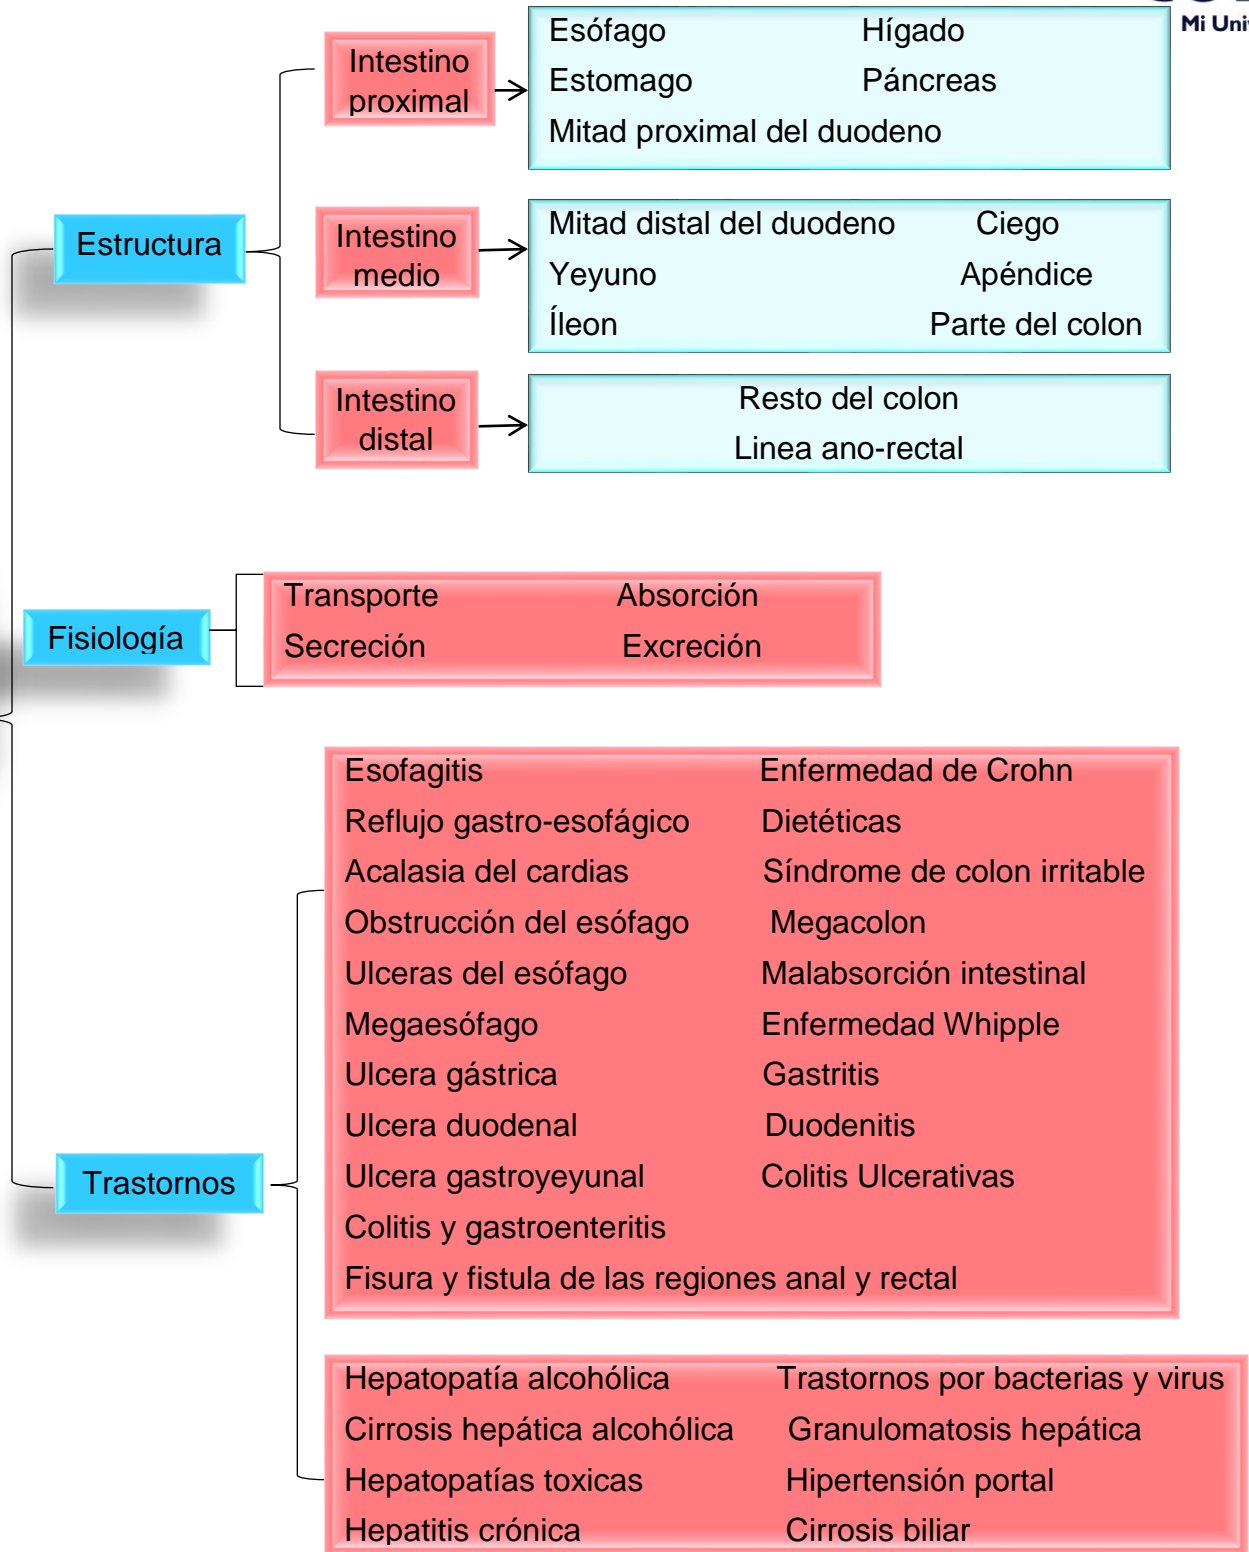 Mi Univ
Estructura
Intestino
proximal
Esófago Hígado
Estomago Páncreas
Mitad proximal del duodeno
Intestino
medio
Mitad distal del duodeno Ciego
Yeyuno Apéndice
Íleon Parte del colon
Intestino
distal
Resto del colon
Linea ano-rectal
Fisiología
Transporte Absorción
Secreción Excreción
Trastornos
Esofagitis Enfermedad de Crohn
Reflujo gastro-esofágico Dietéticas
Acalasia del cardias Síndrome de colon irritable
Obstrucción del esófago Megacolon
Ulceras del esófago Malabsorción intestinal
Megaesófago Enfermedad Whipple
Ulcera gástrica Gastritis
Ulcera duodenal Duodenitis
Ulcera gastroyeyunal Colitis Ulcerativas
Colitis y gastroenteritis
Fisura y fistula de las regiones anal y rectal
Hepatopatía alcohólica Trastornos por bacterias y virus
Cirrosis hepática alcohólica Granulomatosis hepática
Hepatopatías toxicas Hipertensión portal
Hepatitis crónica Cirrosis biliar